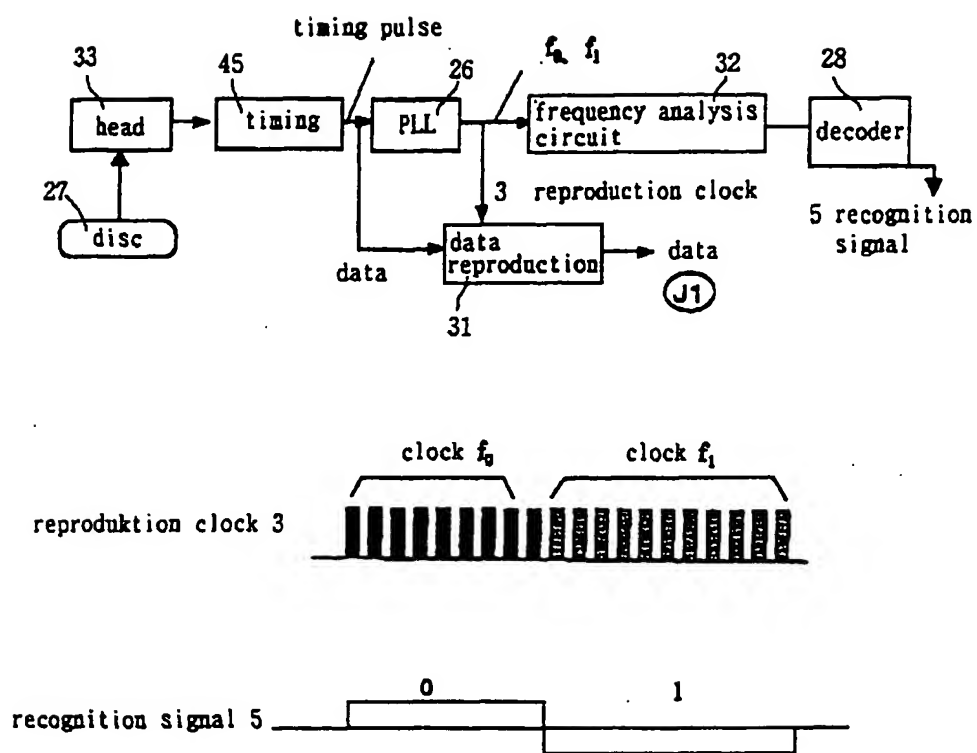 timing pulse
f₀, f₁
33
45
26
32
28
head
timing
PLL
frequency analysis
circuit
decoder
27
disc
3 reproduction clock
5 recognition
signal
data
data
reproduction
data
J1
31
clock f₀
clock f₁
reproduktion clock 3
0
1
recognition signal 5